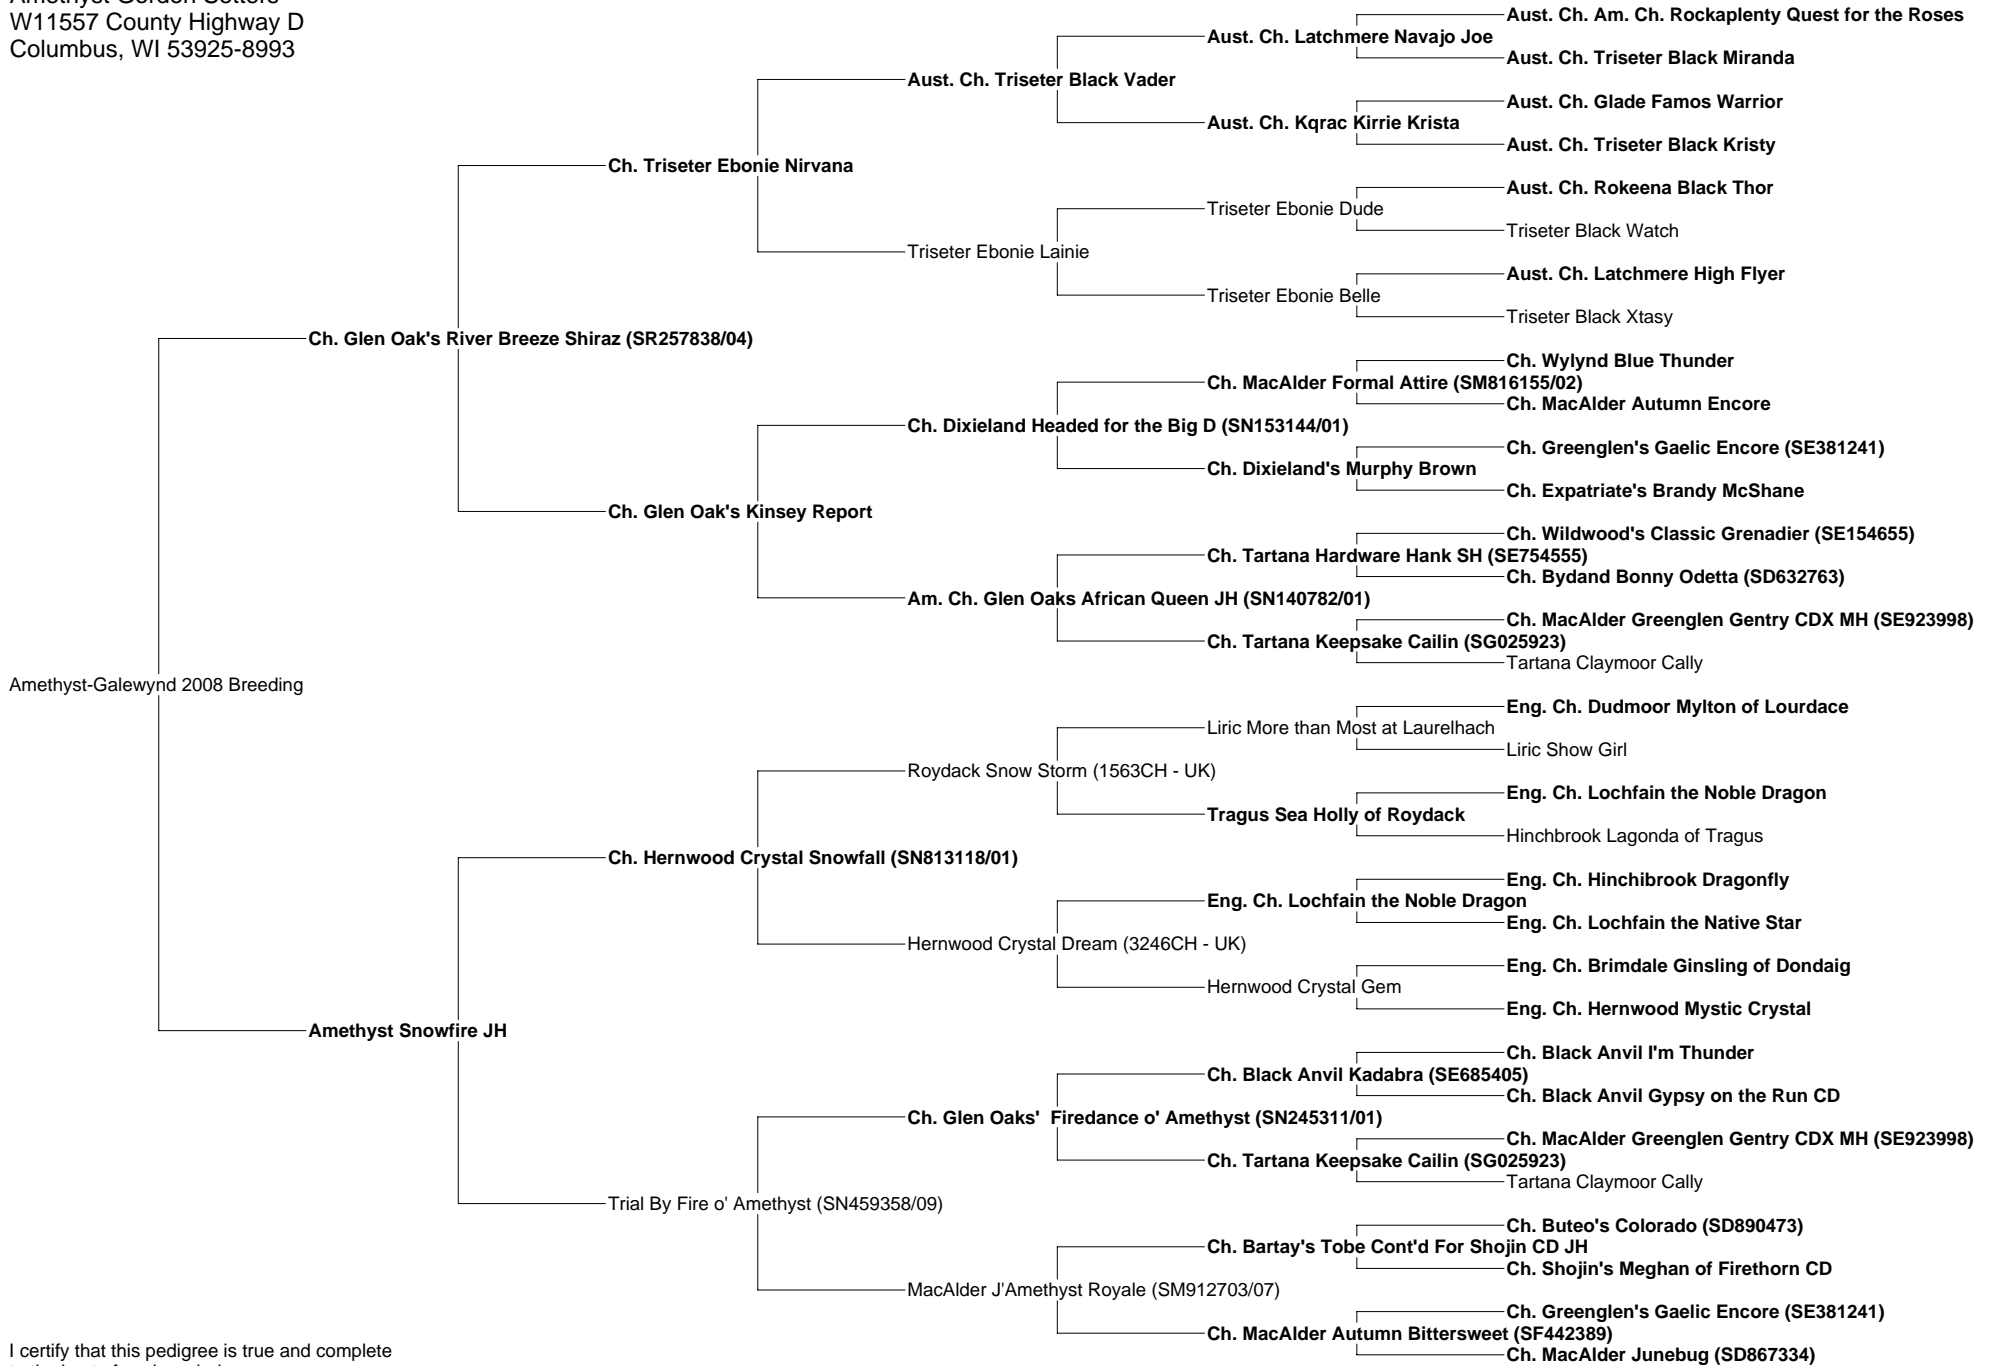 Amethyst Gordon Setters
W11557 County Highway D
Columbus, WI 53925-8993
Aust. Ch. Am. Ch. Rockaplenty Quest for the Roses
Aust. Ch. Latchmere Navajo Joe
Aust. Ch. Triseter Black Miranda
Aust. Ch. Triseter Black Vader
Aust. Ch. Glade Famos Warrior
Aust. Ch. Kqrac Kirrie Krista
Aust. Ch. Triseter Black Kristy
Ch. Triseter Ebonie Nirvana
Aust. Ch. Rokeena Black Thor
Triseter Ebonie Dude
Triseter Black Watch
Triseter Ebonie Lainie
Aust. Ch. Latchmere High Flyer
Triseter Ebonie Belle
Triseter Black Xtasy
Ch. Glen Oak's River Breeze Shiraz (SR257838/04)
Ch. Wylynd Blue Thunder
Ch. MacAlder Formal Attire (SM816155/02)
Ch. MacAlder Autumn Encore
Ch. Dixieland Headed for the Big D (SN153144/01)
Ch. Greenglen's Gaelic Encore (SE381241)
Ch. Dixieland's Murphy Brown
Ch. Expatriate's Brandy McShane
Ch. Glen Oak's Kinsey Report
Ch. Wildwood's Classic Grenadier (SE154655)
Ch. Tartana Hardware Hank SH (SE754555)
Ch. Bydand Bonny Odetta (SD632763)
Am. Ch. Glen Oaks African Queen JH (SN140782/01)
Ch. MacAlder Greenglen Gentry CDX MH (SE923998)
Ch. Tartana Keepsake Cailin (SG025923)
Tartana Claymoor Cally
Amethyst-Galewynd 2008 Breeding
Eng. Ch. Dudmoor Mylton of Lourdace
Liric More than Most at Laurelhach
Liric Show Girl
Roydack Snow Storm (1563CH - UK)
Eng. Ch. Lochfain the Noble Dragon
Tragus Sea Holly of Roydack
Hinchbrook Lagonda of Tragus
Ch. Hernwood Crystal Snowfall (SN813118/01)
Eng. Ch. Hinchibrook Dragonfly
Eng. Ch. Lochfain the Noble Dragon
Eng. Ch. Lochfain the Native Star
Hernwood Crystal Dream (3246CH - UK)
Eng. Ch. Brimdale Ginsling of Dondaig
Hernwood Crystal Gem
Eng. Ch. Hernwood Mystic Crystal
Amethyst Snowfire JH
Ch. Black Anvil I'm Thunder
Ch. Black Anvil Kadabra (SE685405)
Ch. Black Anvil Gypsy on the Run CD
Ch. Glen Oaks' Firedance o' Amethyst (SN245311/01)
Ch. MacAlder Greenglen Gentry CDX MH (SE923998)
Ch. Tartana Keepsake Cailin (SG025923)
Tartana Claymoor Cally
Trial By Fire o' Amethyst (SN459358/09)
Ch. Buteo's Colorado (SD890473)
Ch. Bartay's Tobe Cont'd For Shojin CD JH
Ch. Shojin's Meghan of Firethorn CD
MacAlder J'Amethyst Royale (SM912703/07)
Ch. Greenglen's Gaelic Encore (SE381241)
Ch. MacAlder Autumn Bittersweet (SF442389)
Ch. MacAlder Junebug (SD867334)
I certify that this pedigree is true and complete